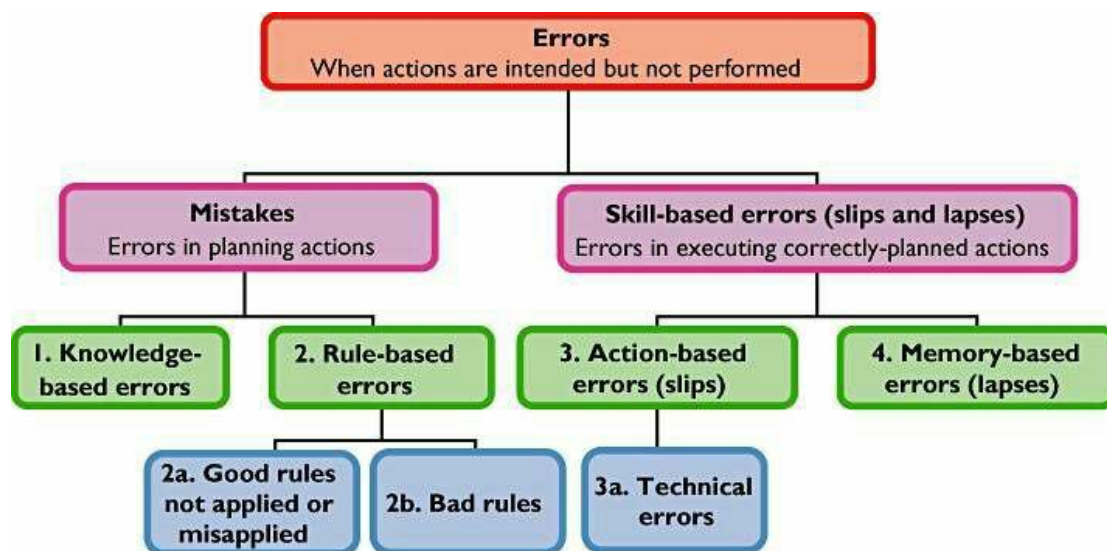 Errors
When actions are intended but not performed
Mistakes
Errors in planning actions
Skill-based errors (slips and lapses)
Errors in executing correctly-planned actions
1. Knowledge-
based errors
2. Rule-based
errors
3. Action-based
errors (slips)
4. Memory-based
errors (lapses)
2a. Good rules
not applied or
misapplied
2b. Bad rules
3a. Technical
errors